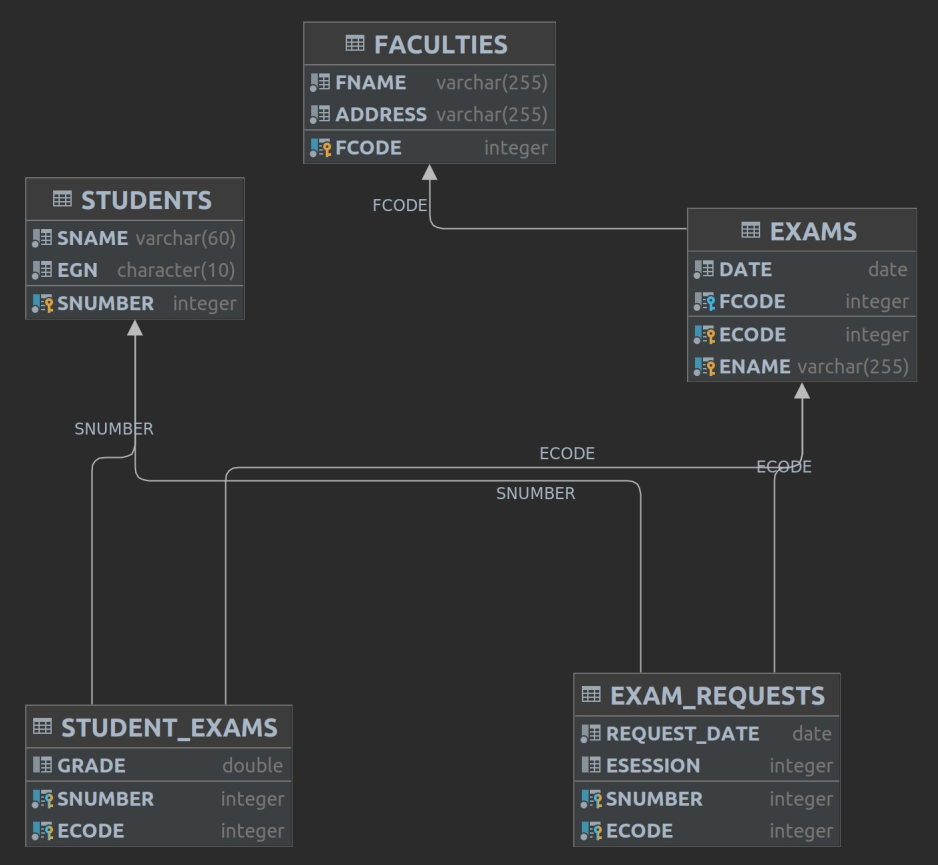 FACULTIES
FNAME varchar(255)
ADDRESS varchar(255)
FCODE integer
STUDENTS
SNAME varchar(60)
EGN character(10)
SNUMBER integer
FCODE
EXAMS
DATE date
FCODE integer
ECODE integer
ENAME varchar(255)
SNUMBER
ECODE
ECODE
SNUMBER
STUDENT_EXAMS
GRADE double
SNUMBER integer
ECODE integer
EXAM_REQUESTS
REQUEST_DATE date
ESESSION integer
SNUMBER integer
ECODE integer